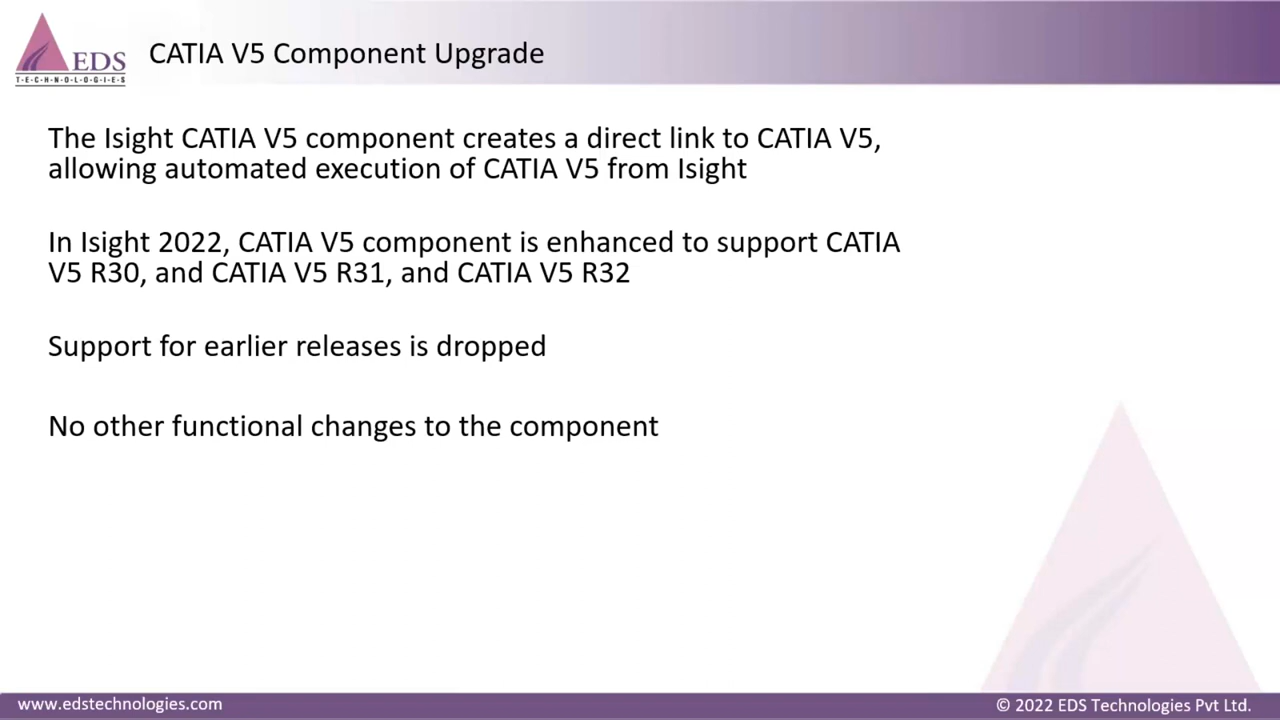 EDS
T·E·C·H·N·O·L·O·G·I·E·S
CATIA V5 Component Upgrade
The Isight CATIA V5 component creates a direct link to CATIA V5,
allowing automated execution of CATIA V5 from Isight
In Isight 2022, CATIA V5 component is enhanced to support CATIA
V5 R30, and CATIA V5 R31, and CATIA V5 R32
Support for earlier releases is dropped
No other functional changes to the component
www.edstechnologies.com
© 2022 EDS Technologies Pvt Ltd.